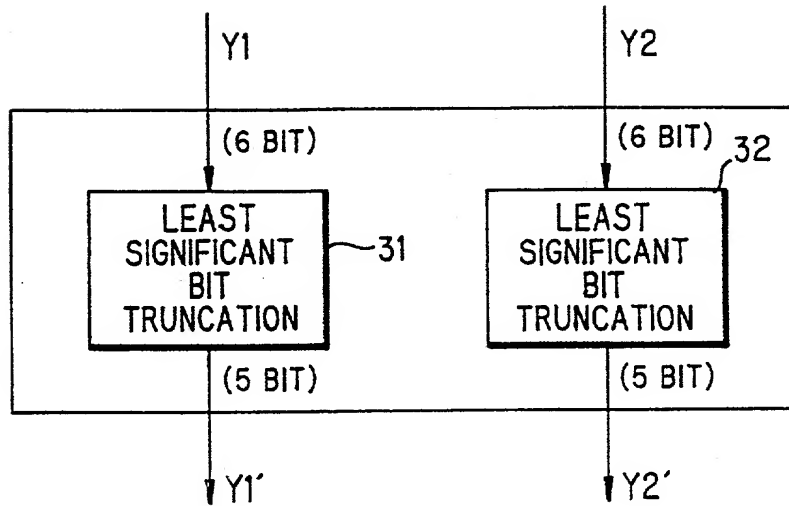 Y1
Y2
(6 BIT)
(6 BIT)
32
LEAST
SIGNIFICANT
BIT
TRUNCATION
31
LEAST
SIGNIFICANT
BIT
TRUNCATION
(5 BIT)
(5 BIT)
Y1′
Y2′